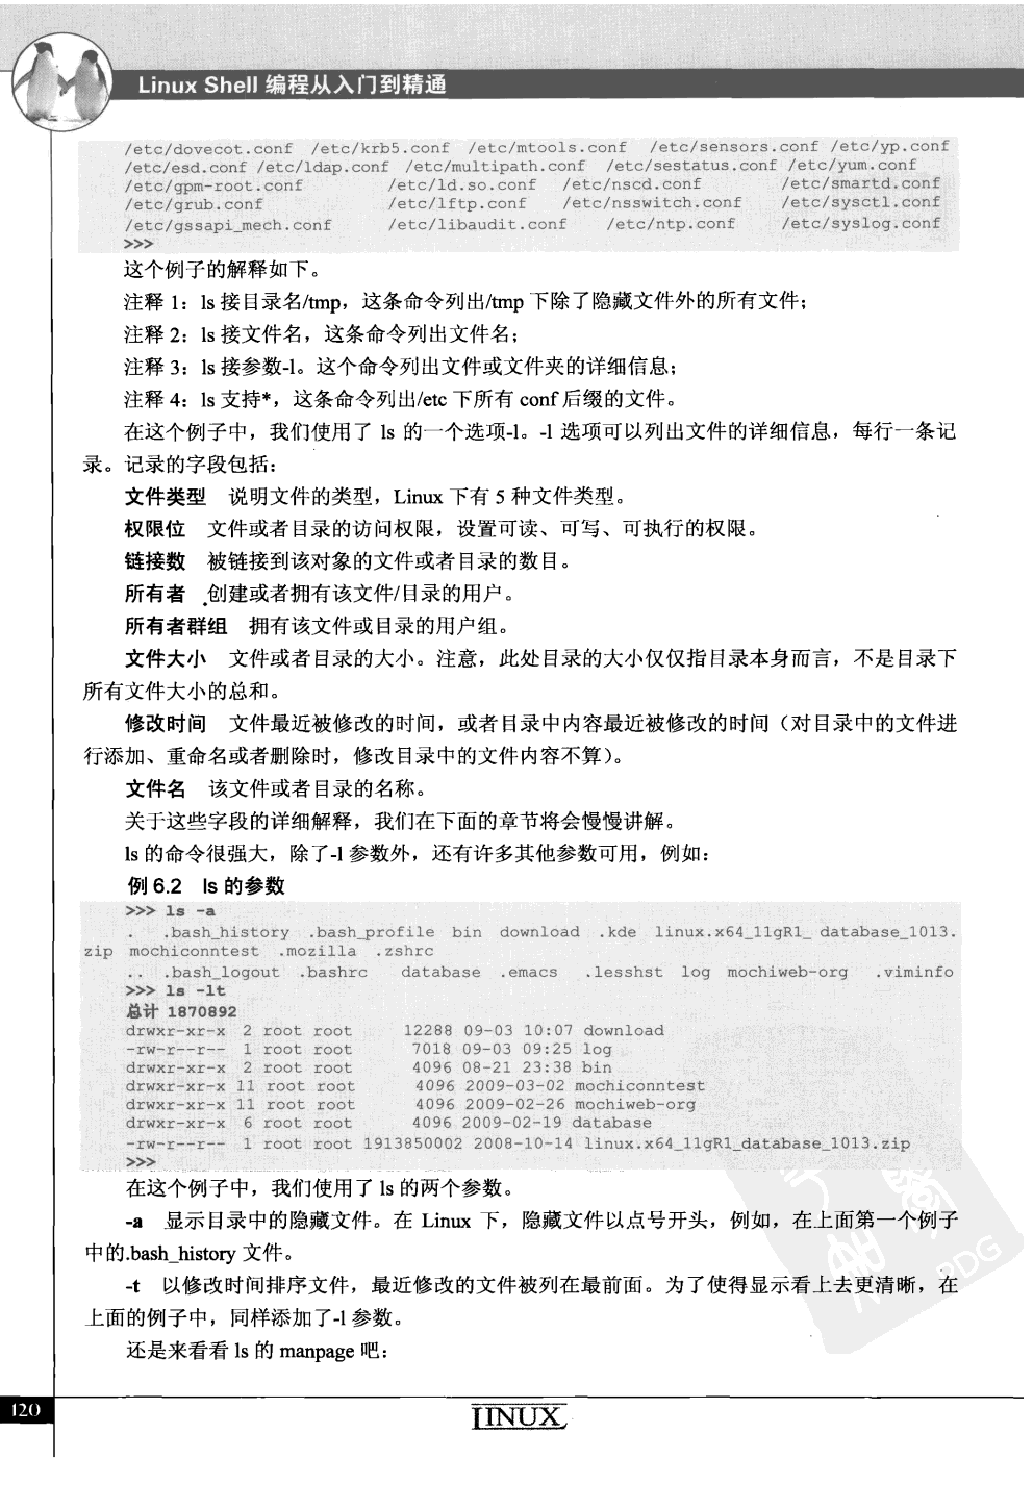 Linux Shell 编程从入门到精通
/etc/dovecot.conf /etc/krb5.conf /etc/mtools.conf /etc/sensors.conf /etc/yp.conf
/etc/esd.conf /etc/ldap.conf /etc/multipath.conf /etc/sestatus.conf /etc/yum.conf
/etc/gpm-root.conf /etc/ld.so.conf /etc/nscd.conf /etc/smartd.conf
/etc/grub.conf /etc/lftp.conf /etc/nsswitch.conf /etc/sysctl.conf
/etc/gssapi_mech.conf /etc/libaudit.conf /etc/ntp.conf /etc/syslog.conf
>>>
这个例子的解释如下。
注释 1：ls 接目录名/tmp，这条命令列出/tmp 下除了隐藏文件外的所有文件；
注释 2：ls 接文件名，这条命令列出文件名；
注释 3：ls 接参数-l。这个命令列出文件或文件夹的详细信息；
注释 4：ls 支持*，这条命令列出/etc 下所有 conf 后缀的文件。
在这个例子中，我们使用了 ls 的一个选项-l。-l 选项可以列出文件的详细信息，每行一条记
录。记录的字段包括：
文件类型 说明文件的类型，Linux 下有 5 种文件类型。
权限位 文件或者目录的访问权限，设置可读、可写、可执行的权限。
链接数 被链接到该对象的文件或者目录的数目。
所有者 创建或者拥有该文件/目录的用户。
所有者群组 拥有该文件或目录的用户组。
文件大小 文件或者目录的大小。注意，此处目录的大小仅仅指目录本身而言，不是目录下
所有文件大小的总和。
修改时间 文件最近被修改的时间，或者目录中内容最近被修改的时间（对目录中的文件进
行添加、重命名或者删除时，修改目录中的文件内容不算）。
文件名 该文件或者目录的名称。
关于这些字段的详细解释，我们在下面的章节将会慢慢讲解。
ls 的命令很强大，除了-l 参数外，还有许多其他参数可用，例如：
例 6.2 ls 的参数
>>> ls -a
. .bash_history .bash_profile bin download .kde linux.x64_11gR1_ database_1013.
zip mochiconntest .mozilla .zshrc
.. .bash_logout .bashrc database .emacs .lesshst log mochiweb-org .viminfo
>>> ls -lt
总计 1870892
drwxr-xr-x 2 root root 12288 09-03 10:07 download
-rw-r--r-- 1 root root 7018 09-03 09:25 log
drwxr-xr-x 2 root root 4096 08-21 23:38 bin
drwxr-xr-x 11 root root 4096 2009-03-02 mochiconntest
drwxr-xr-x 11 root root 4096 2009-02-26 mochiweb-org
drwxr-xr-x 6 root root 4096 2009-02-19 database
-rw-r--r-- 1 root root 1913850002 2008-10-14 linux.x64_11gR1_database_1013.zip
>>>
在这个例子中，我们使用了 ls 的两个参数。
-a 显示目录中的隐藏文件。在 Linux 下，隐藏文件以点号开头，例如，在上面第一个例子
中的.bash_history 文件。
-t 以修改时间排序文件，最近修改的文件被列在最前面。为了使得显示看上去更清晰，在
上面的例子中，同样添加了-l 参数。
还是来看看 ls 的 manpage 吧：
120
LINUX
PDG